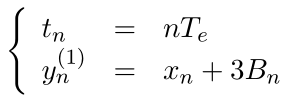 t_n = nT_e
y_n^{(1)} = x_n + 3B_n